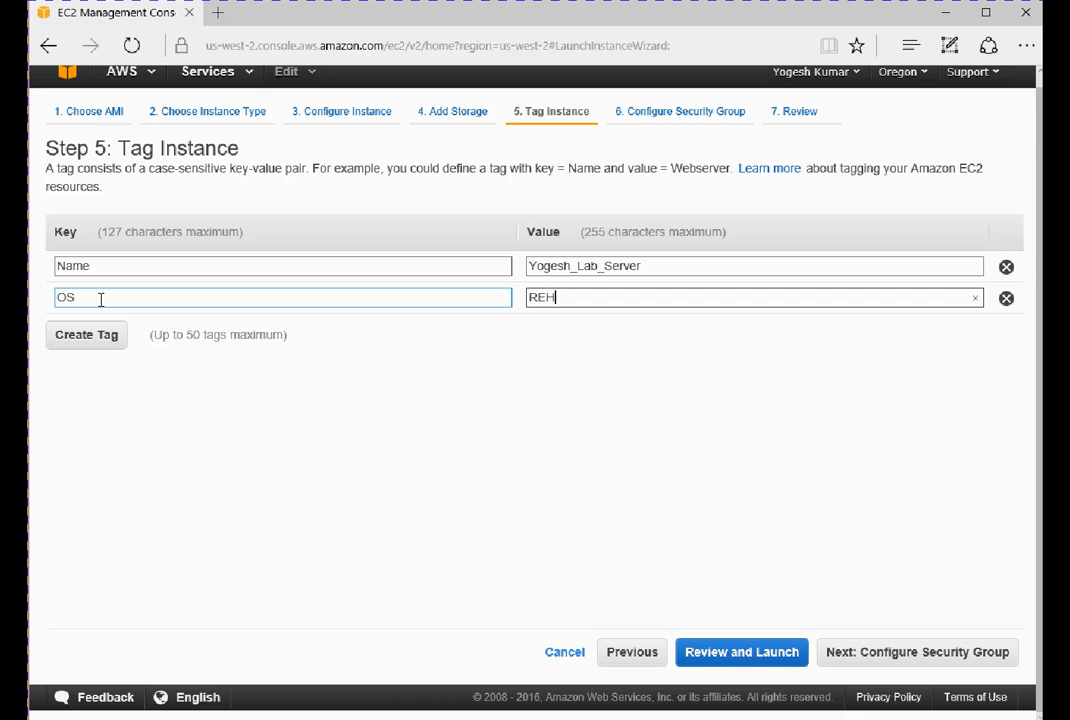 EC2 Management Cons
us-west-2.console.aws.amazon.com/ec2/v2/home?region=us-west-2#LaunchInstanceWizard:
AWS Services Edit Yogesh Kumar Oregon Support
1. Choose AMI 2. Choose Instance Type 3. Configure Instance 4. Add Storage 5. Tag Instance 6. Configure Security Group 7. Review
Step 5: Tag Instance
A tag consists of a case-sensitive key-value pair. For example, you could define a tag with key = Name and value = Webserver. Learn more about tagging your Amazon EC2
resources.
Key (127 characters maximum) Value (255 characters maximum)
Name Yogesh_Lab_Server
OS REH
Create Tag (Up to 50 tags maximum)
Cancel Previous Review and Launch Next: Configure Security Group
Feedback English © 2008 - 2016, Amazon Web Services, Inc. or its affiliates. All rights reserved. Privacy Policy Terms of Use